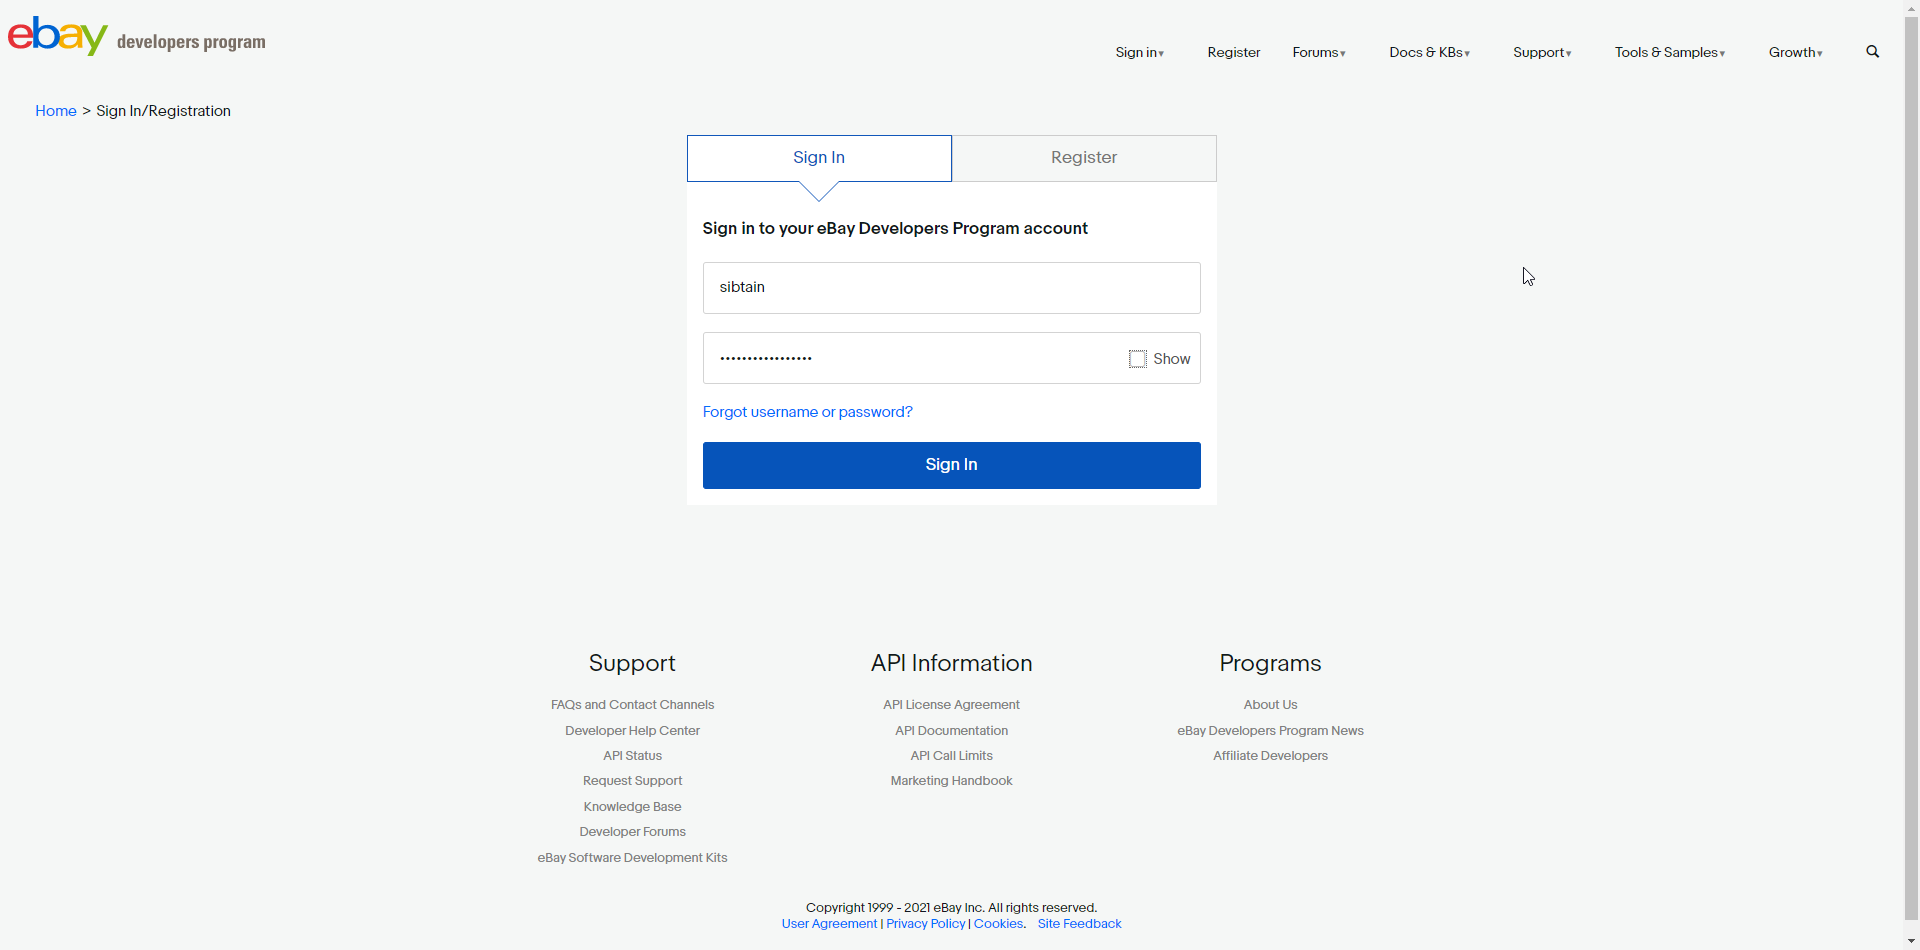 ebay developers program
Sign in▾ Register Forums▾ Docs & KBs▾ Support▾ Tools & Samples▾ Growth▾
Home > Sign In/Registration
Sign In Register
Sign in to your eBay Developers Program account
sibtain
••••••••••••••••• Show
Forgot username or password?
Sign In
Support
FAQs and Contact Channels
Developer Help Center
API Status
Request Support
Knowledge Base
Developer Forums
eBay Software Development Kits
API Information
API License Agreement
API Documentation
API Call Limits
Marketing Handbook
Programs
About Us
eBay Developers Program News
Affiliate Developers
Copyright 1999 - 2021 eBay Inc. All rights reserved.
User Agreement | Privacy Policy | Cookies. Site Feedback